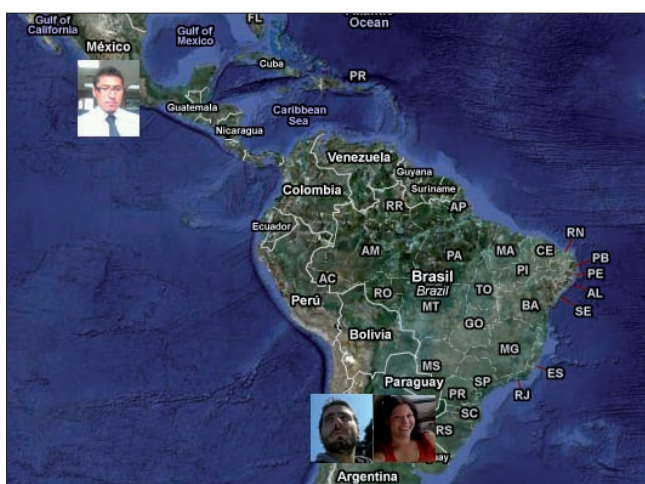 FL
Atlantic
Ocean
Gulf of
California
Gulf of
Mexico
México
Cuba
PR
Guatemala
Caribbean
Sea
Nicaragua
Venezuela
Guyana
Suriname
Colombia
RR
AP
Ecuador
AM
PA
MA
CE
RN
PI
PB
PE
AL
SE
Brasil
Brazil
AC
RO
TO
MT
BA
Perú
GO
Bolivia
MG
MS
ES
Paraguay
SP
PR
RJ
SC
RS
uay
Argentina